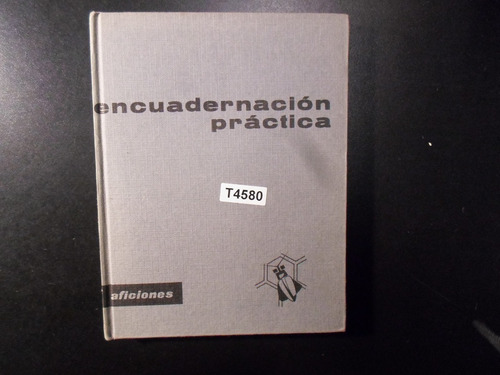 encuadernación
práctica
T4580
aficiones